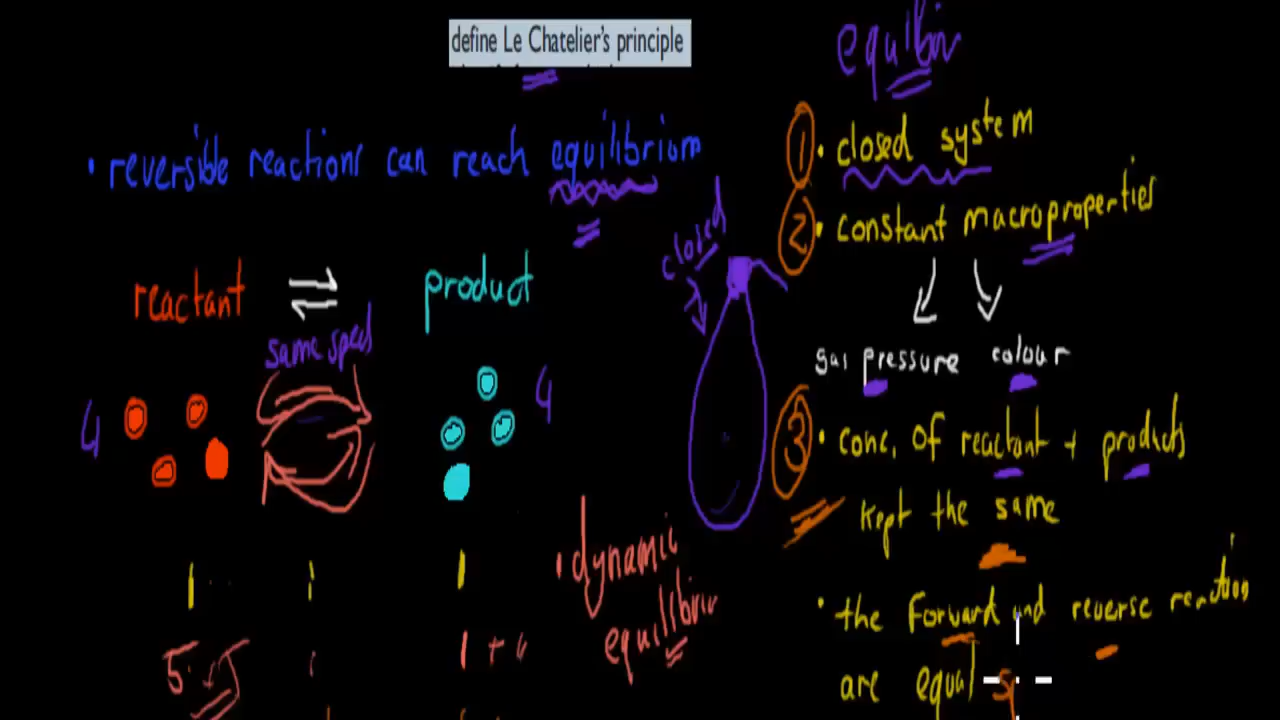 define Le Chatelier's principle
• reversible reactions can reach equilibrium
reactant ⇌ product
same speed
4
4
closed
• dynamic
equilibrium
1 • closed system
2 • constant macroproperties
gas pressure colour
3 • conc. of reactant + products
kept the same
• the forward and reverse reaction
are equal